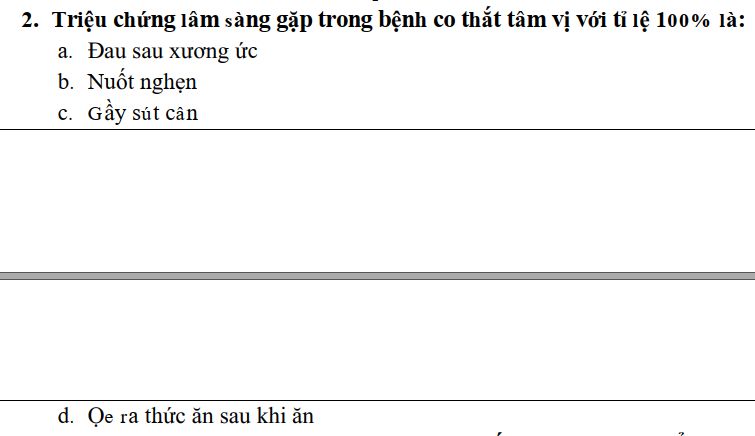 2. Triệu chứng lâm sàng gặp trong bệnh co thắt tâm vị với tỉ lệ 100% là:
a. Đau sau xương ức
b. Nuốt nghẹn
c. Gầy sút cân
d. Ọe ra thức ăn sau khi ăn